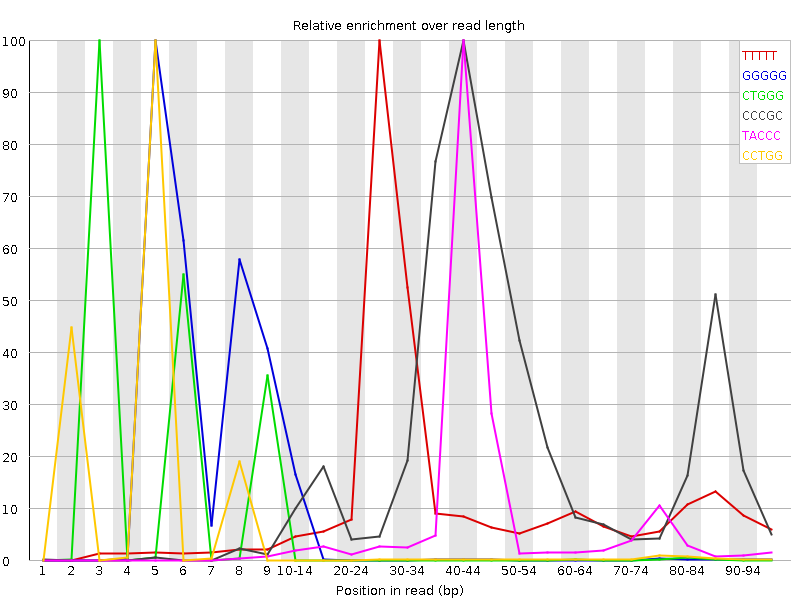 Relative enrichment over read length
100
90
80
70
60
50
40
30
20
10
0
TTTTT
GGGGG
CTGGG
CCCGC
TACCC
CCTGG
1 2 3 4 5 6 7 8 9 10-14 20-24 30-34 40-44 50-54 60-64 70-74 80-84 90-94
Position in read (bp)